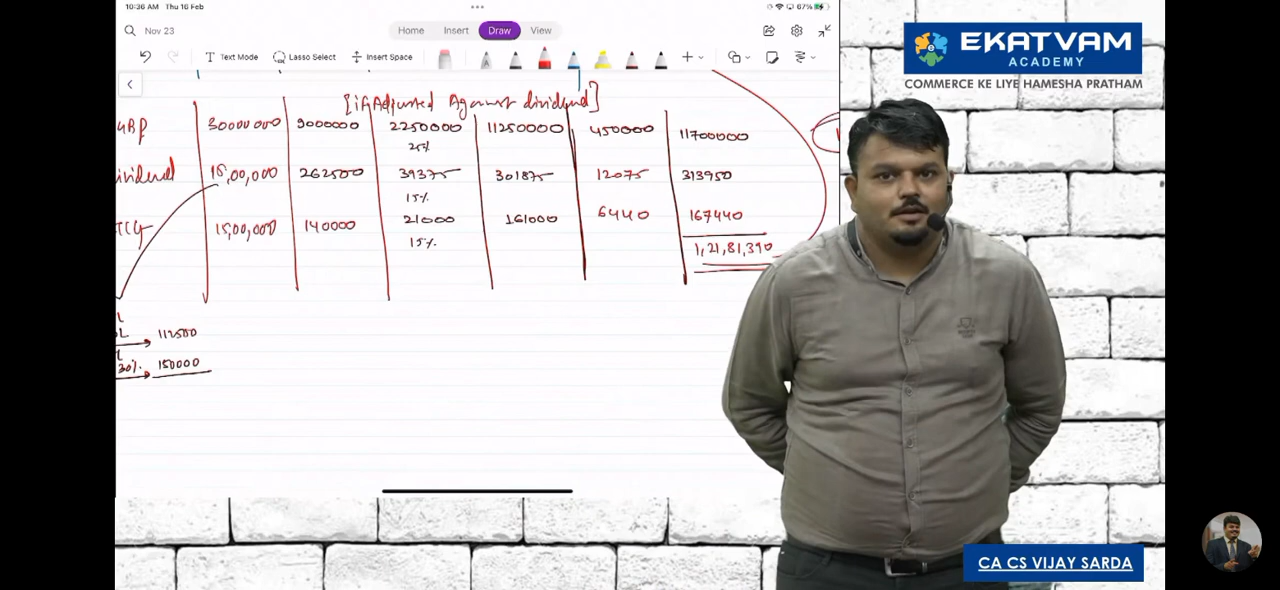 10:36 AM Thu 16 Feb
67%
Nov 23
Home Insert Draw View
Text Mode Lasso Select Insert Space
[if Adjusted Against dividend]
30000000 9000000 2250000 11250000 450000 11700000
25%
ividend 15,00,000 262500 39375 301875 12075 313950
15%
15,00,000 140000 21000 161000 6440 167440
15%
1,21,81,390
112500
30% 150000
EKATVAM
ACADEMY
COMMERCE KE LIYE HAMESHA PRATHAM
CA CS VIJAY SARDA